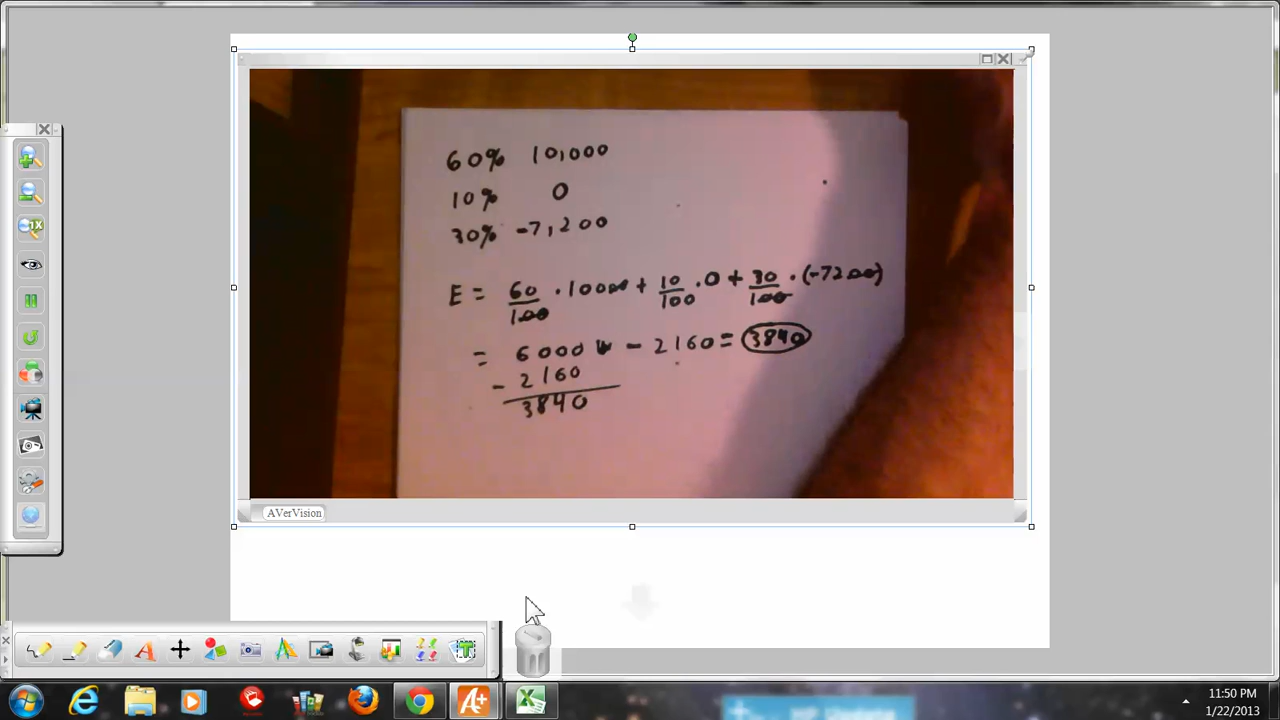 60% 10,000
10% 0
30% -7,200
E = 60/100 · 10000 + 10/100 · 0 + 30/100 · (-7200)
= 6000 - 2160 = 3840
- 2160
3840
AVerVision
11:50 PM
1/22/2013